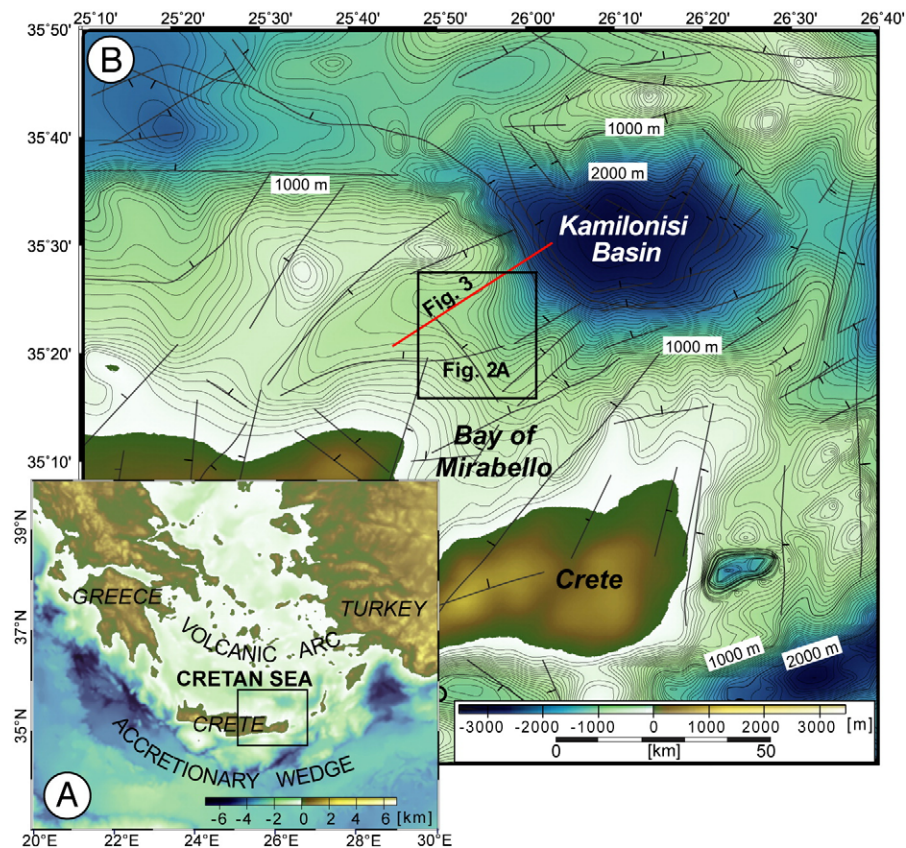 25°10' 25°20' 25°30' 25°40' 25°50' 26°00' 26°10' 26°20' 26°30' 26°40'
35°50'
B
35°40'
1000 m
2000 m
1000 m
Kamilonisi
Basin
35°30'
Fig. 3
35°20'
1000 m
Fig. 2A
Bay of
Mirabello
35°10'
Crete
1000 m
2000 m
-3000 -2000 -1000 0 1000 2000 3000 [m]
0 [km] 50
39°N
GREECE
TURKEY
37°N
VOLCANIC ARC
CRETAN SEA
CRETE
35°N
ACCRETIONARY WEDGE
A
-6 -4 -2 0 2 4 6 [km]
20°E 22°E 24°E 26°E 28°E 30°E